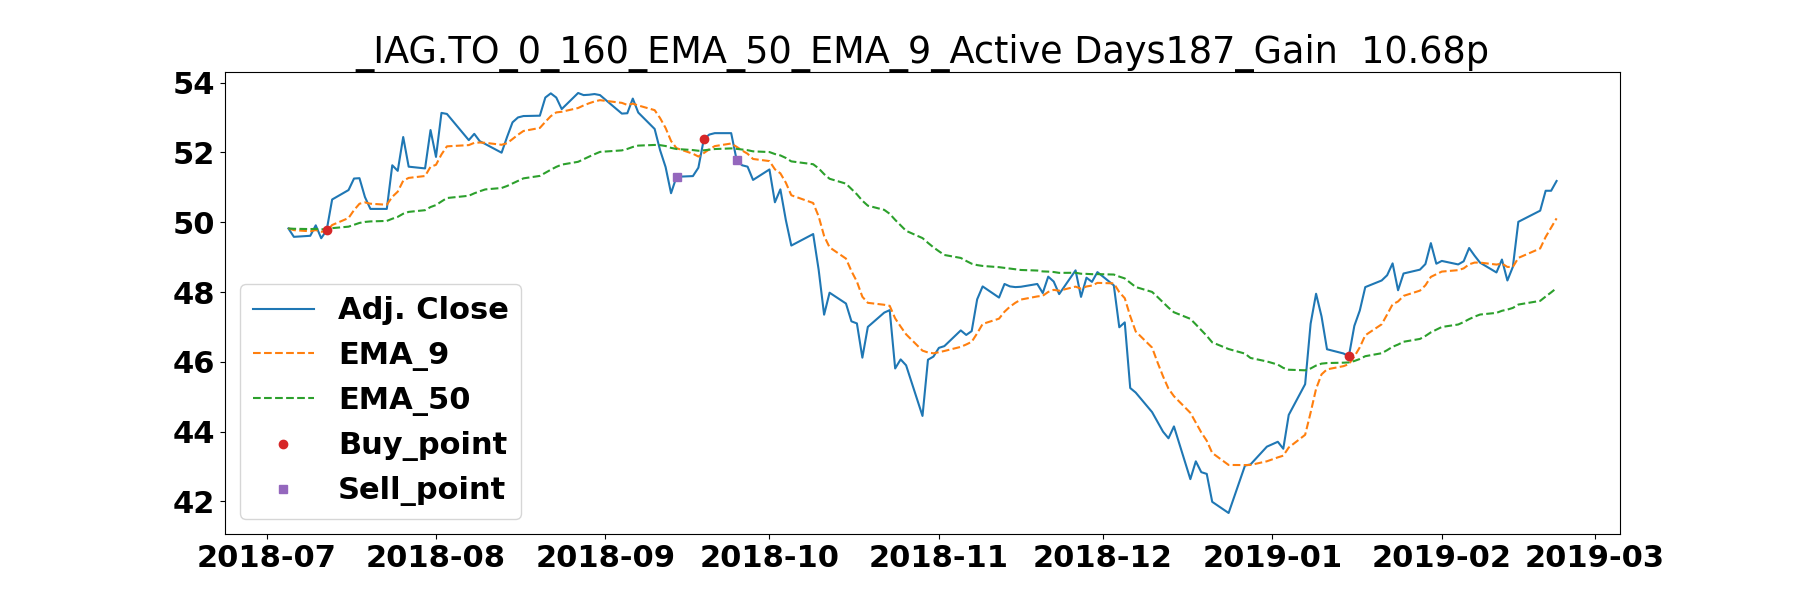 _IAG.TO_0_160_EMA_50_EMA_9_Active Days187_Gain  10.68p
54
52
50
48
46
44
42
Adj. Close
EMA_9
EMA_50
Buy_point
Sell_point
2018-07 2018-08 2018-09 2018-10 2018-11 2018-12 2019-01 2019-02 2019-03